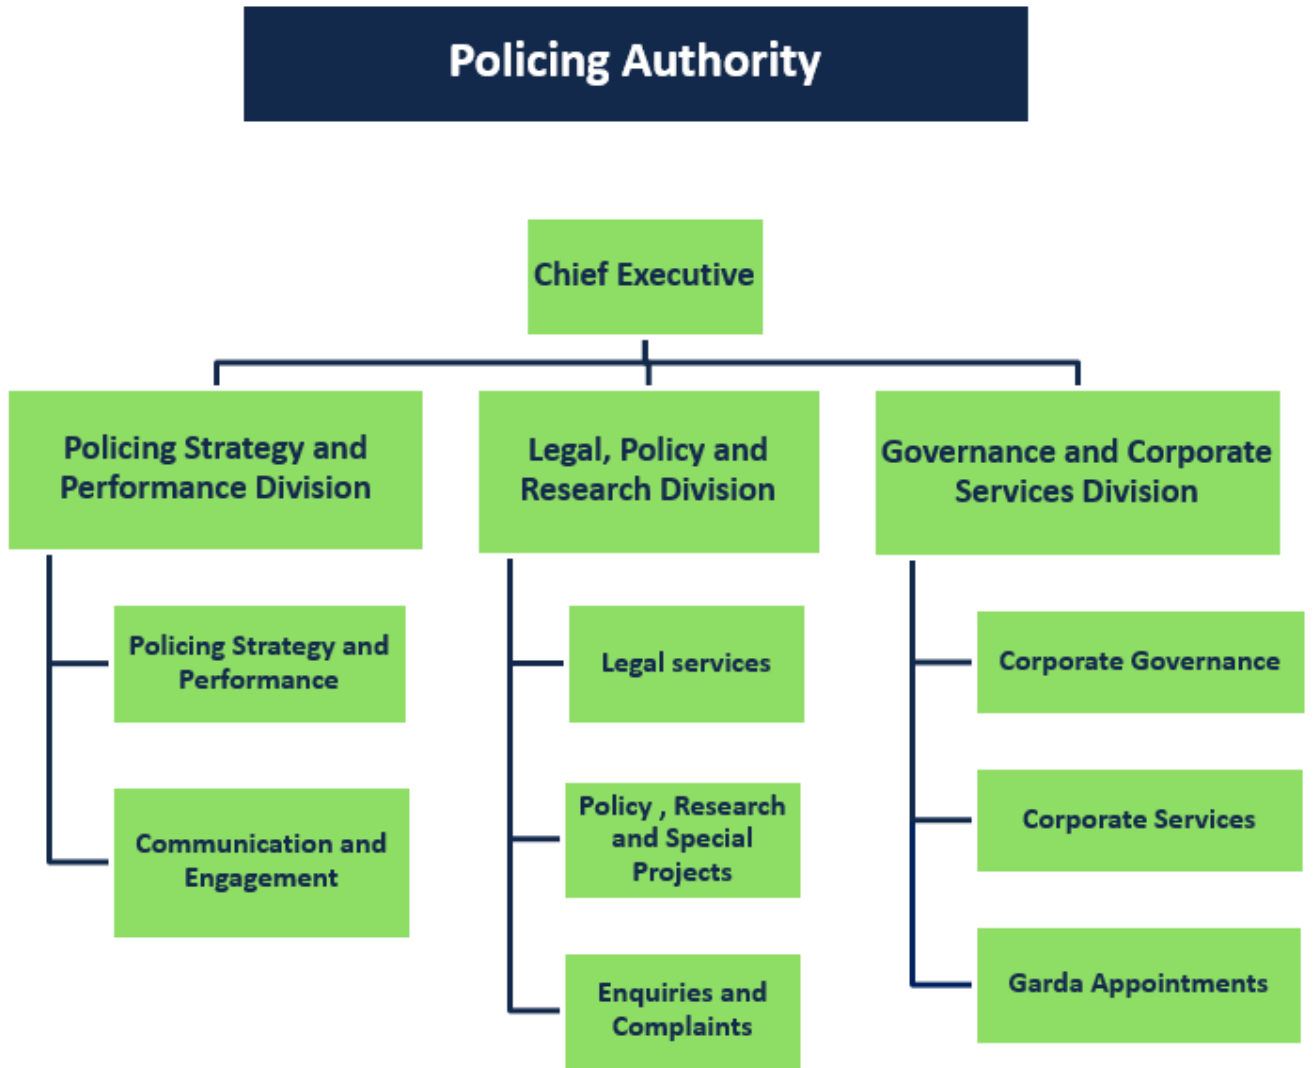 Policing Authority
Chief Executive
Policing Strategy and
Performance Division
Legal, Policy and
Research Division
Governance and Corporate
Services Division
Policing Strategy and
Performance
Communication and
Engagement
Legal services
Policy , Research
and Special
Projects
Enquiries and
Complaints
Corporate Governance
Corporate Services
Garda Appointments